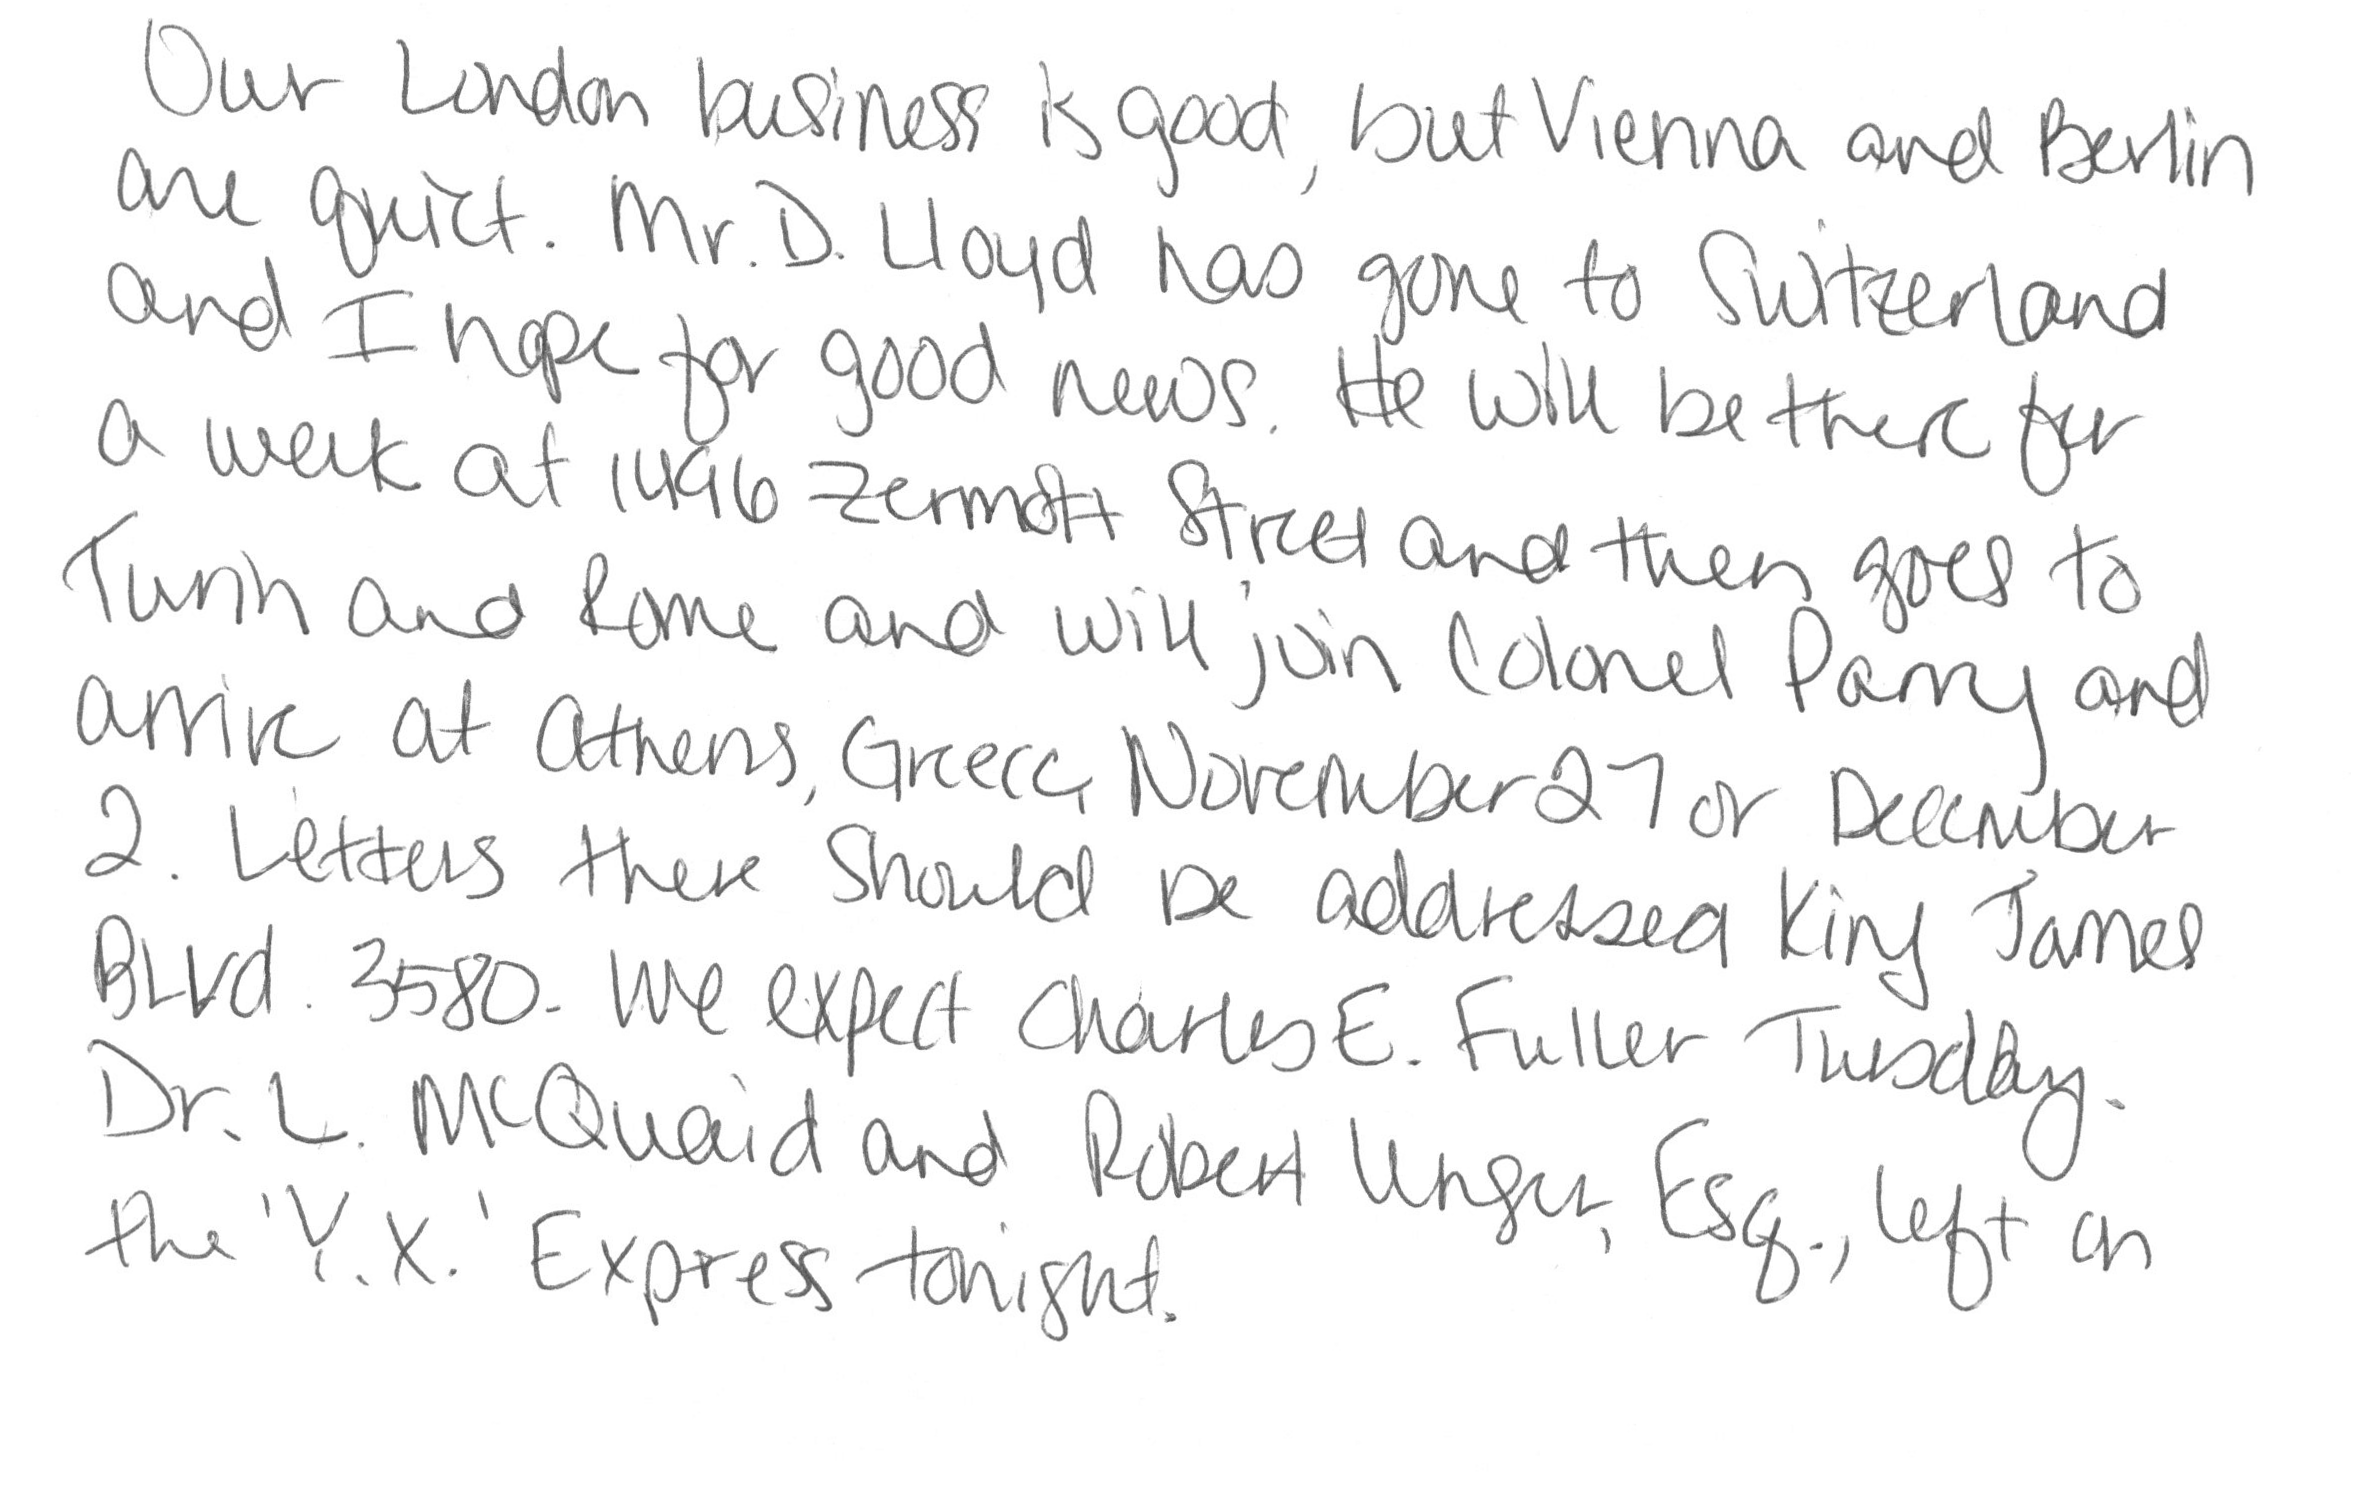 Our London business is good, but Vienna and Berlin
are quiet. Mr. D. Lloyd has gone to Switzerland
and I hope for good news. He will be there for
a week at 1496 Zermott Street and then goes to
Turin and Rome and will join Colonel Parry and
arrive at Athens, Greece, November 27 or December
2. Letters there should be addressed King James
Blvd. 3580. We expect Charles E. Fuller Tuesday.
Dr. L. McQuaid and Robert Unger, Esq., left on
the 'Y.X.' Express tonight.